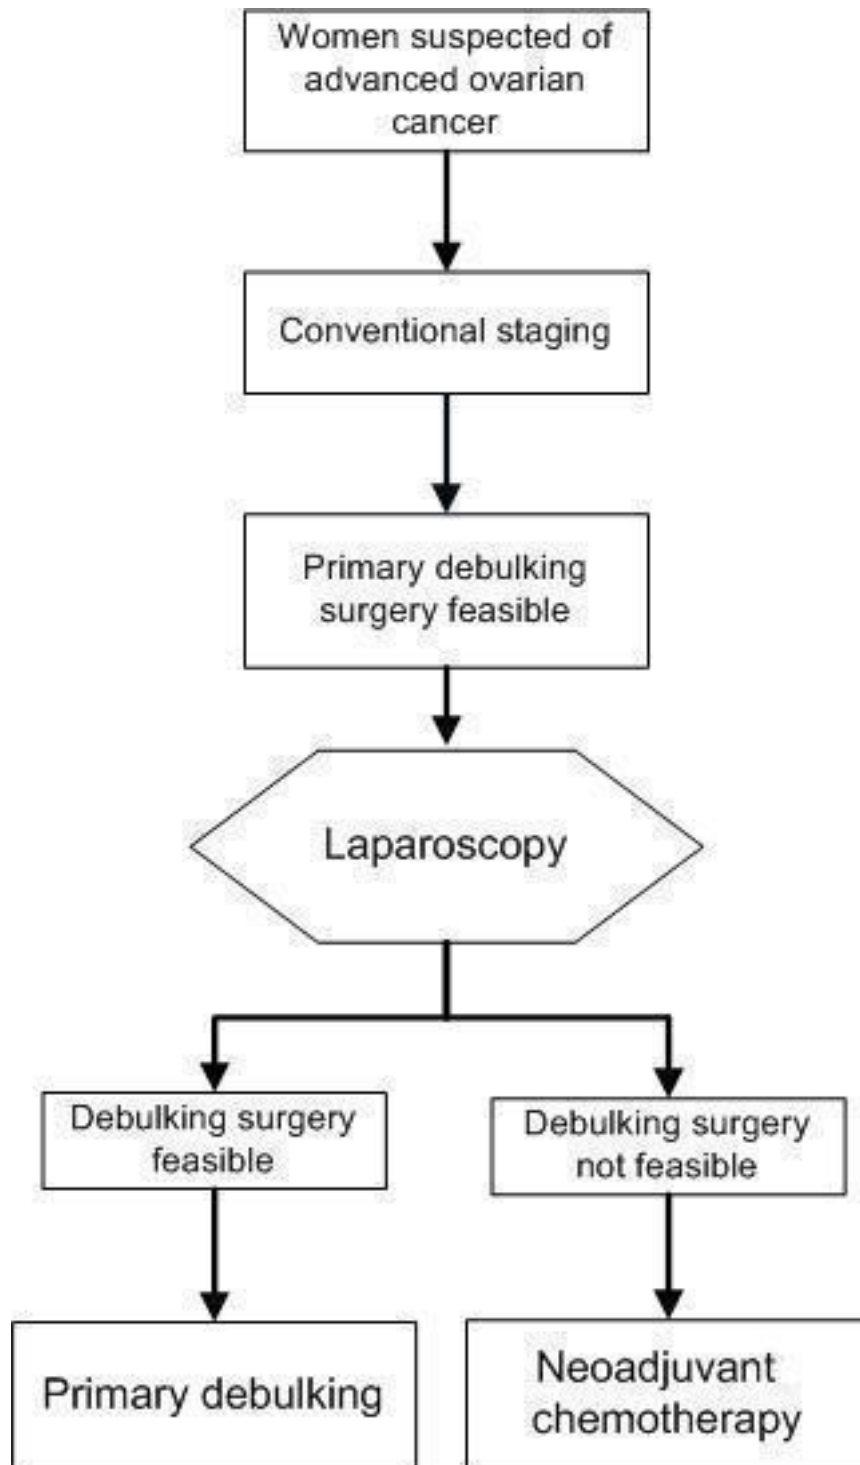 Women suspected of
advanced ovarian
cancer
Conventional staging
Primary debulking
surgery feasible
Laparoscopy
Debulking surgery
feasible
Debulking surgery
not feasible
Primary debulking
Neoadjuvant
chemotherapy